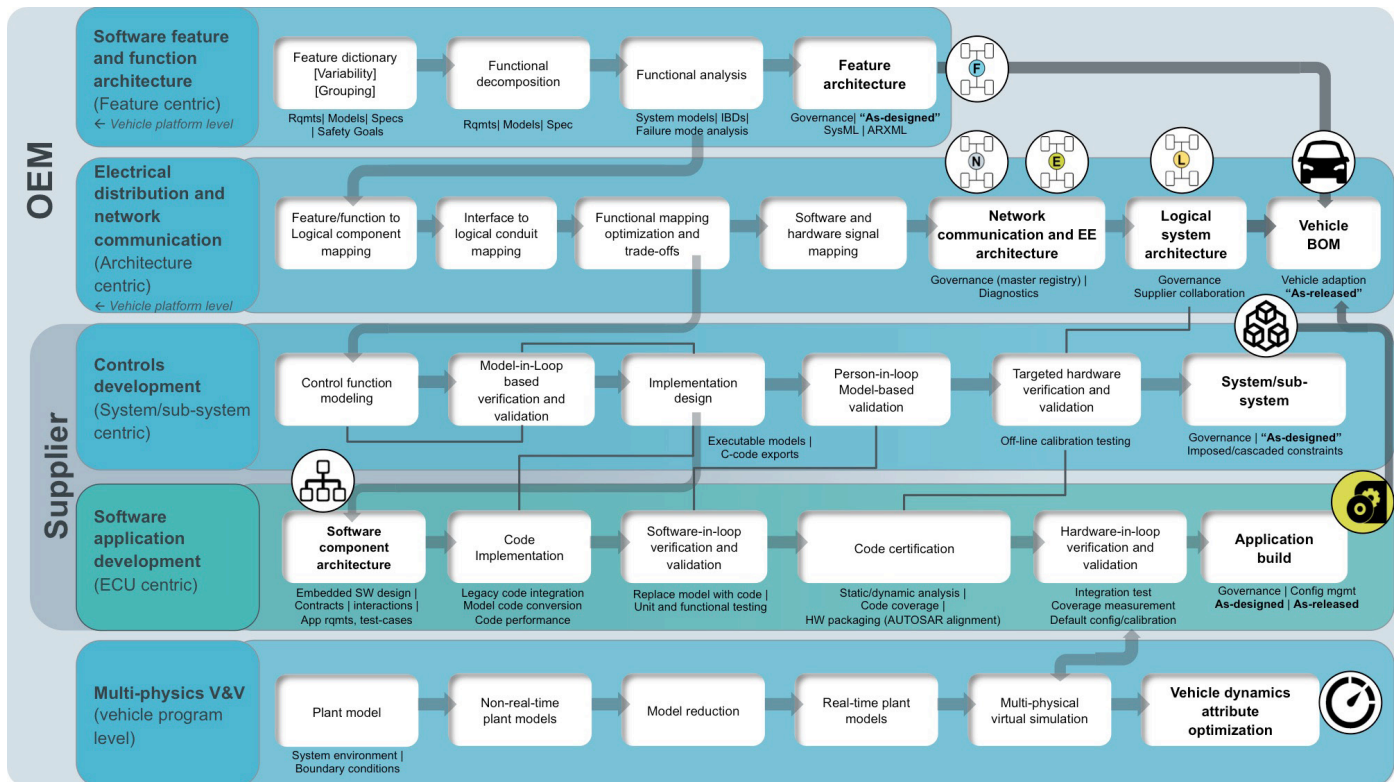 OEM
Supplier
Software feature
and function
architecture
(Feature centric)
← Vehicle platform level
Feature dictionary
[Variability]
[Grouping]
Rqmts| Models| Specs
| Safety Goals
Functional
decomposition
Rqmts| Models| Spec
Functional analysis
System models| IBDs|
Failure mode analysis
Feature
architecture
Governance| “As-designed”
SysML | ARXML
F
Electrical
distribution and
network
communication
(Architecture
centric)
← Vehicle platform level
Feature/function to
Logical component
mapping
Interface to
logical conduit
mapping
Functional mapping
optimization and
trade-offs
Software and
hardware signal
mapping
N
E
Network
communication and EE
architecture
Governance (master registry) |
Diagnostics
L
Logical
system
architecture
Governance
Supplier collaboration
Vehicle
BOM
Vehicle adaption
“As-released”
Controls
development
(System/sub-system
centric)
Control function
modeling
Model-in-Loop
based
verification and
validation
Implementation
design
Executable models |
C-code exports
Person-in-loop
Model-based
validation
Targeted hardware
verification and
validation
Off-line calibration testing
System/sub-
system
Governance | “As-designed”
Imposed/cascaded constraints
Software
application
development
(ECU centric)
Software
component
architecture
Embedded SW design |
Contracts | interactions |
App rqmts, test-cases
Code
Implementation
Legacy code integration
Model code conversion
Code performance
Software-in-loop
verification and
validation
Replace model with code |
Unit and functional testing
Code certification
Static/dynamic analysis |
Code coverage |
HW packaging (AUTOSAR alignment)
Hardware-in-loop
verification and
validation
Integration test
Coverage measurement
Default config/calibration
Application
build
Governance | Config mgmt
As-designed | As-released
Multi-physics V&V
(vehicle program
level)
Plant model
System environment |
Boundary conditions
Non-real-time
plant models
Model reduction
Real-time plant
models
Multi-physical
virtual simulation
Vehicle dynamics
attribute
optimization